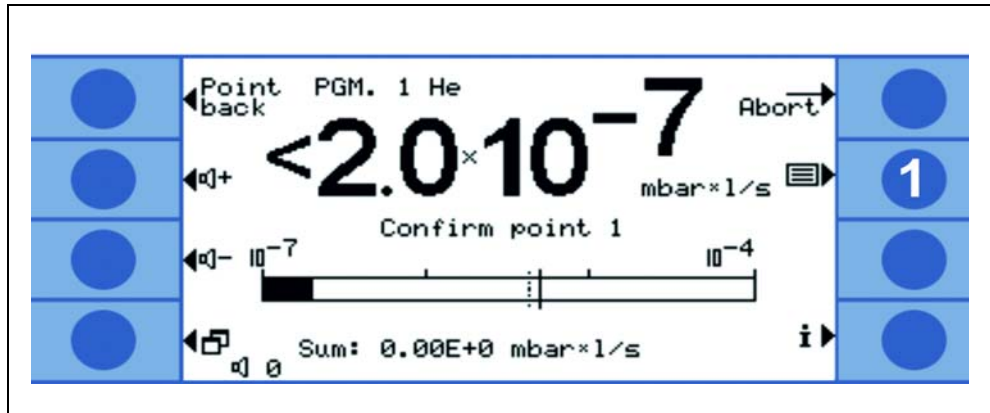 Point back PGM. 1 He
<2.0×10⁻⁷
Abort
mbar×l/s
1
Confirm point 1
10⁻⁷ 10⁻⁴
Sum: 0.00E+0 mbar×l/s
i
0
+
-